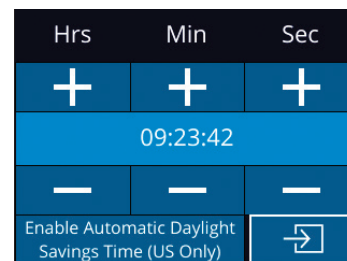 Hrs Min Sec
+ + +
09:23:42
— — —
Enable Automatic Daylight
Savings Time (US Only)